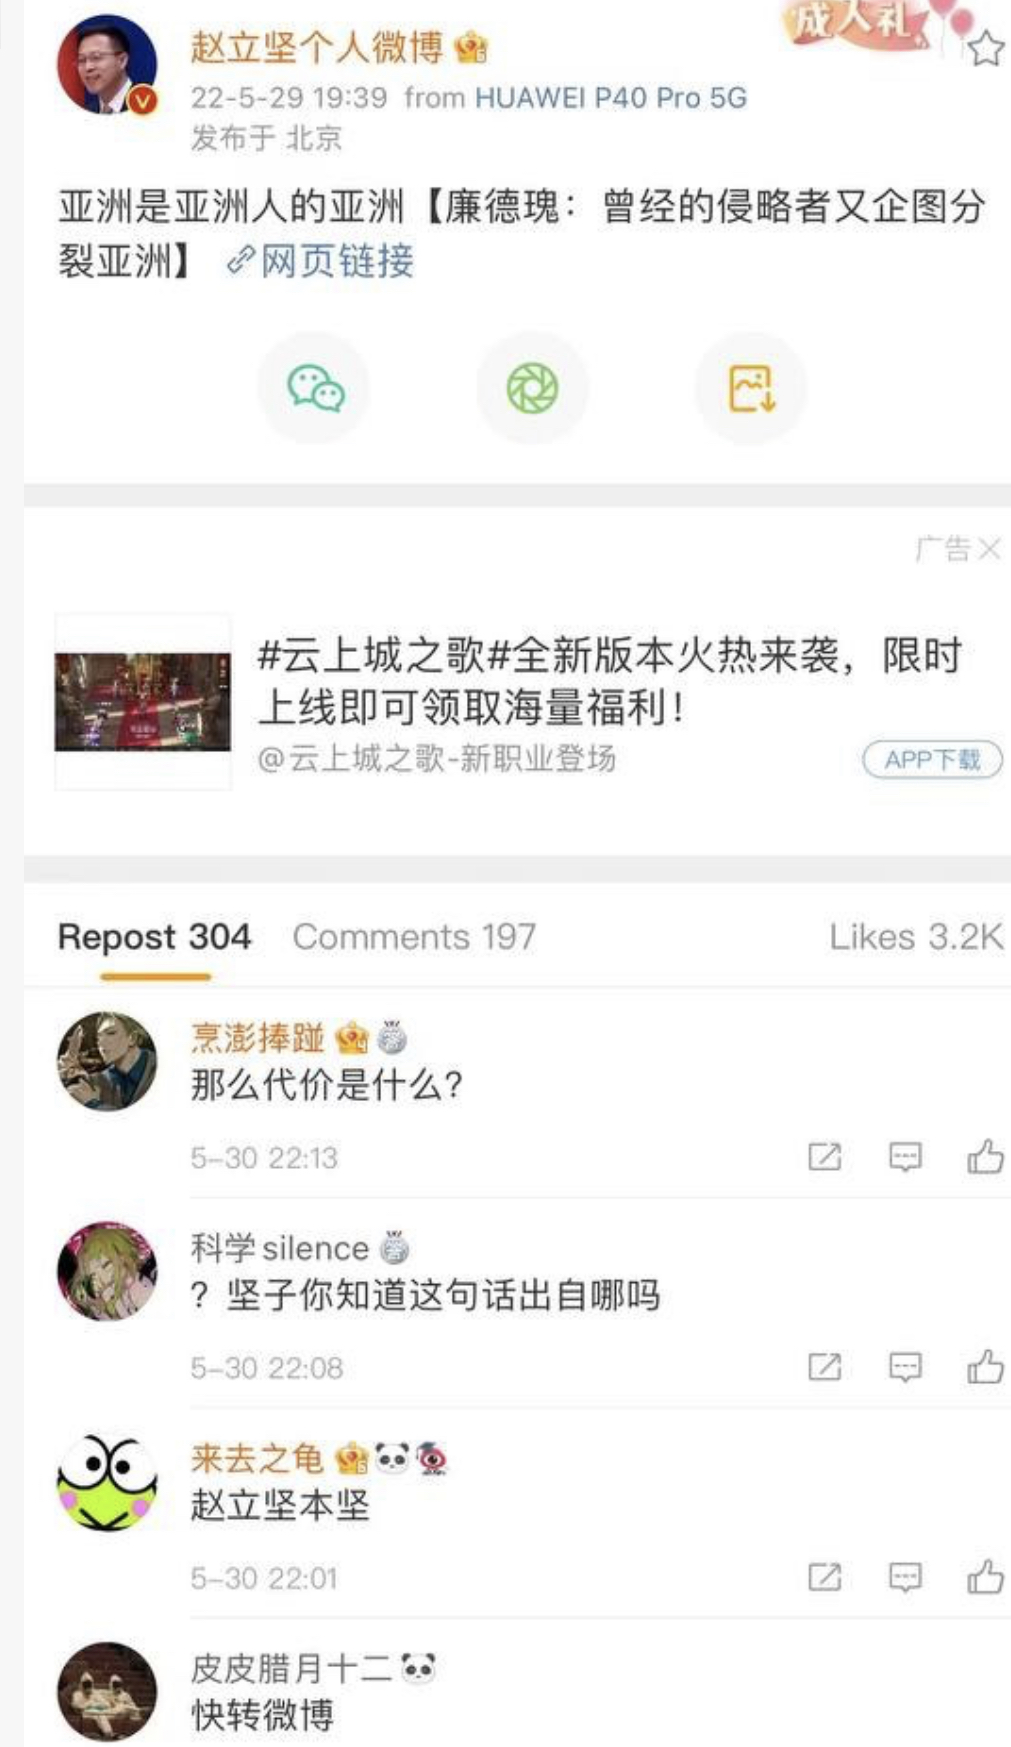 成人礼
赵立坚个人微博
22-5-29 19:39 from HUAWEI P40 Pro 5G
发布于 北京
亚洲是亚洲人的亚洲【廉德瑰：曾经的侵略者又企图分
裂亚洲】 网页链接
广告
#云上城之歌#全新版本火热来袭，限时
上线即可领取海量福利！
@云上城之歌-新职业登场
APP下载
Repost 304 Comments 197 Likes 3.2K
烹澎捧踫
那么代价是什么？
5-30 22:13
科学silence
？坚子你知道这句话出自哪吗
5-30 22:08
来去之龟
赵立坚本坚
5-30 22:01
皮皮腊月十二
快转微博